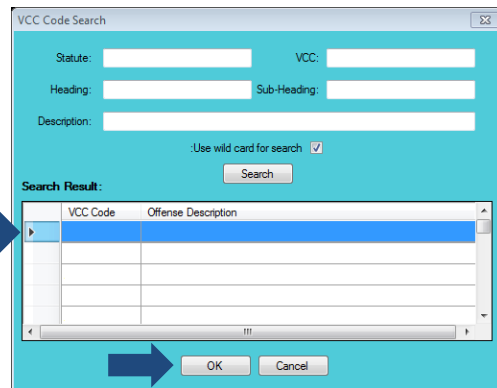 VCC Code Search
Statute: VCC:
Heading: Sub-Heading:
Description:
:Use wild card for search
Search
Search Result:
VCC Code Offense Description
OK Cancel